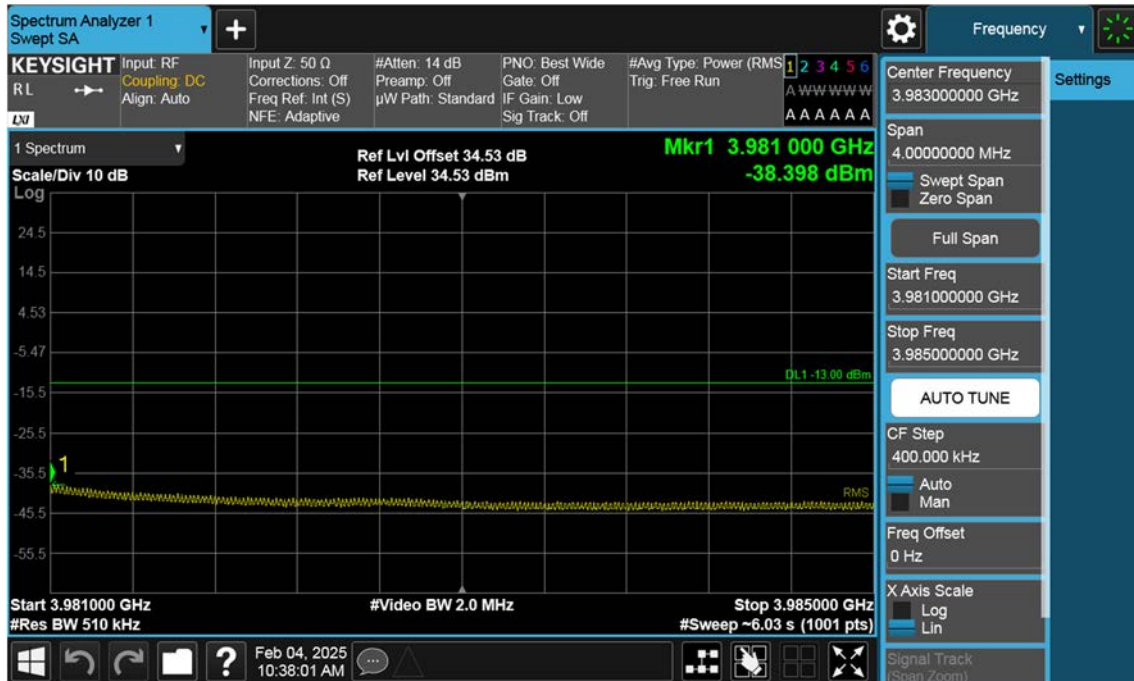 Spectrum Analyzer 1
Swept SA
Frequency
KEYSIGHT
RL
LXI
Input: RF
Coupling: DC
Align: Auto
Input Z: 50 Ω
Corrections: Off
Freq Ref: Int (S)
NFE: Adaptive
#Atten: 14 dB
Preamp: Off
µW Path: Standard
PNO: Best Wide
Gate: Off
IF Gain: Low
Sig Track: Off
#Avg Type: Power (RMS
Trig: Free Run
1 2 3 4 5 6
A W W W W W
A A A A A A
1 Spectrum
Scale/Div 10 dB
Log
Ref Lvl Offset 34.53 dB
Ref Level 34.53 dBm
Mkr1 3.981 000 GHz
-38.398 dBm
24.5
14.5
4.53
-5.47
DL1 -13.00 dBm
-15.5
-25.5
1
-35.5
RMS
-45.5
-55.5
Start 3.981000 GHz
#Video BW 2.0 MHz
Stop 3.985000 GHz
#Res BW 510 kHz
#Sweep ~6.03 s (1001 pts)
Center Frequency
3.983000000 GHz
Settings
Span
4.00000000 MHz
Swept Span
Zero Span
Full Span
Start Freq
3.981000000 GHz
Stop Freq
3.985000000 GHz
AUTO TUNE
CF Step
400.000 kHz
Auto
Man
Freq Offset
0 Hz
X Axis Scale
Log
Lin
Signal Track
(Span Zoom)
?
Feb 04, 2025
10:38:01 AM